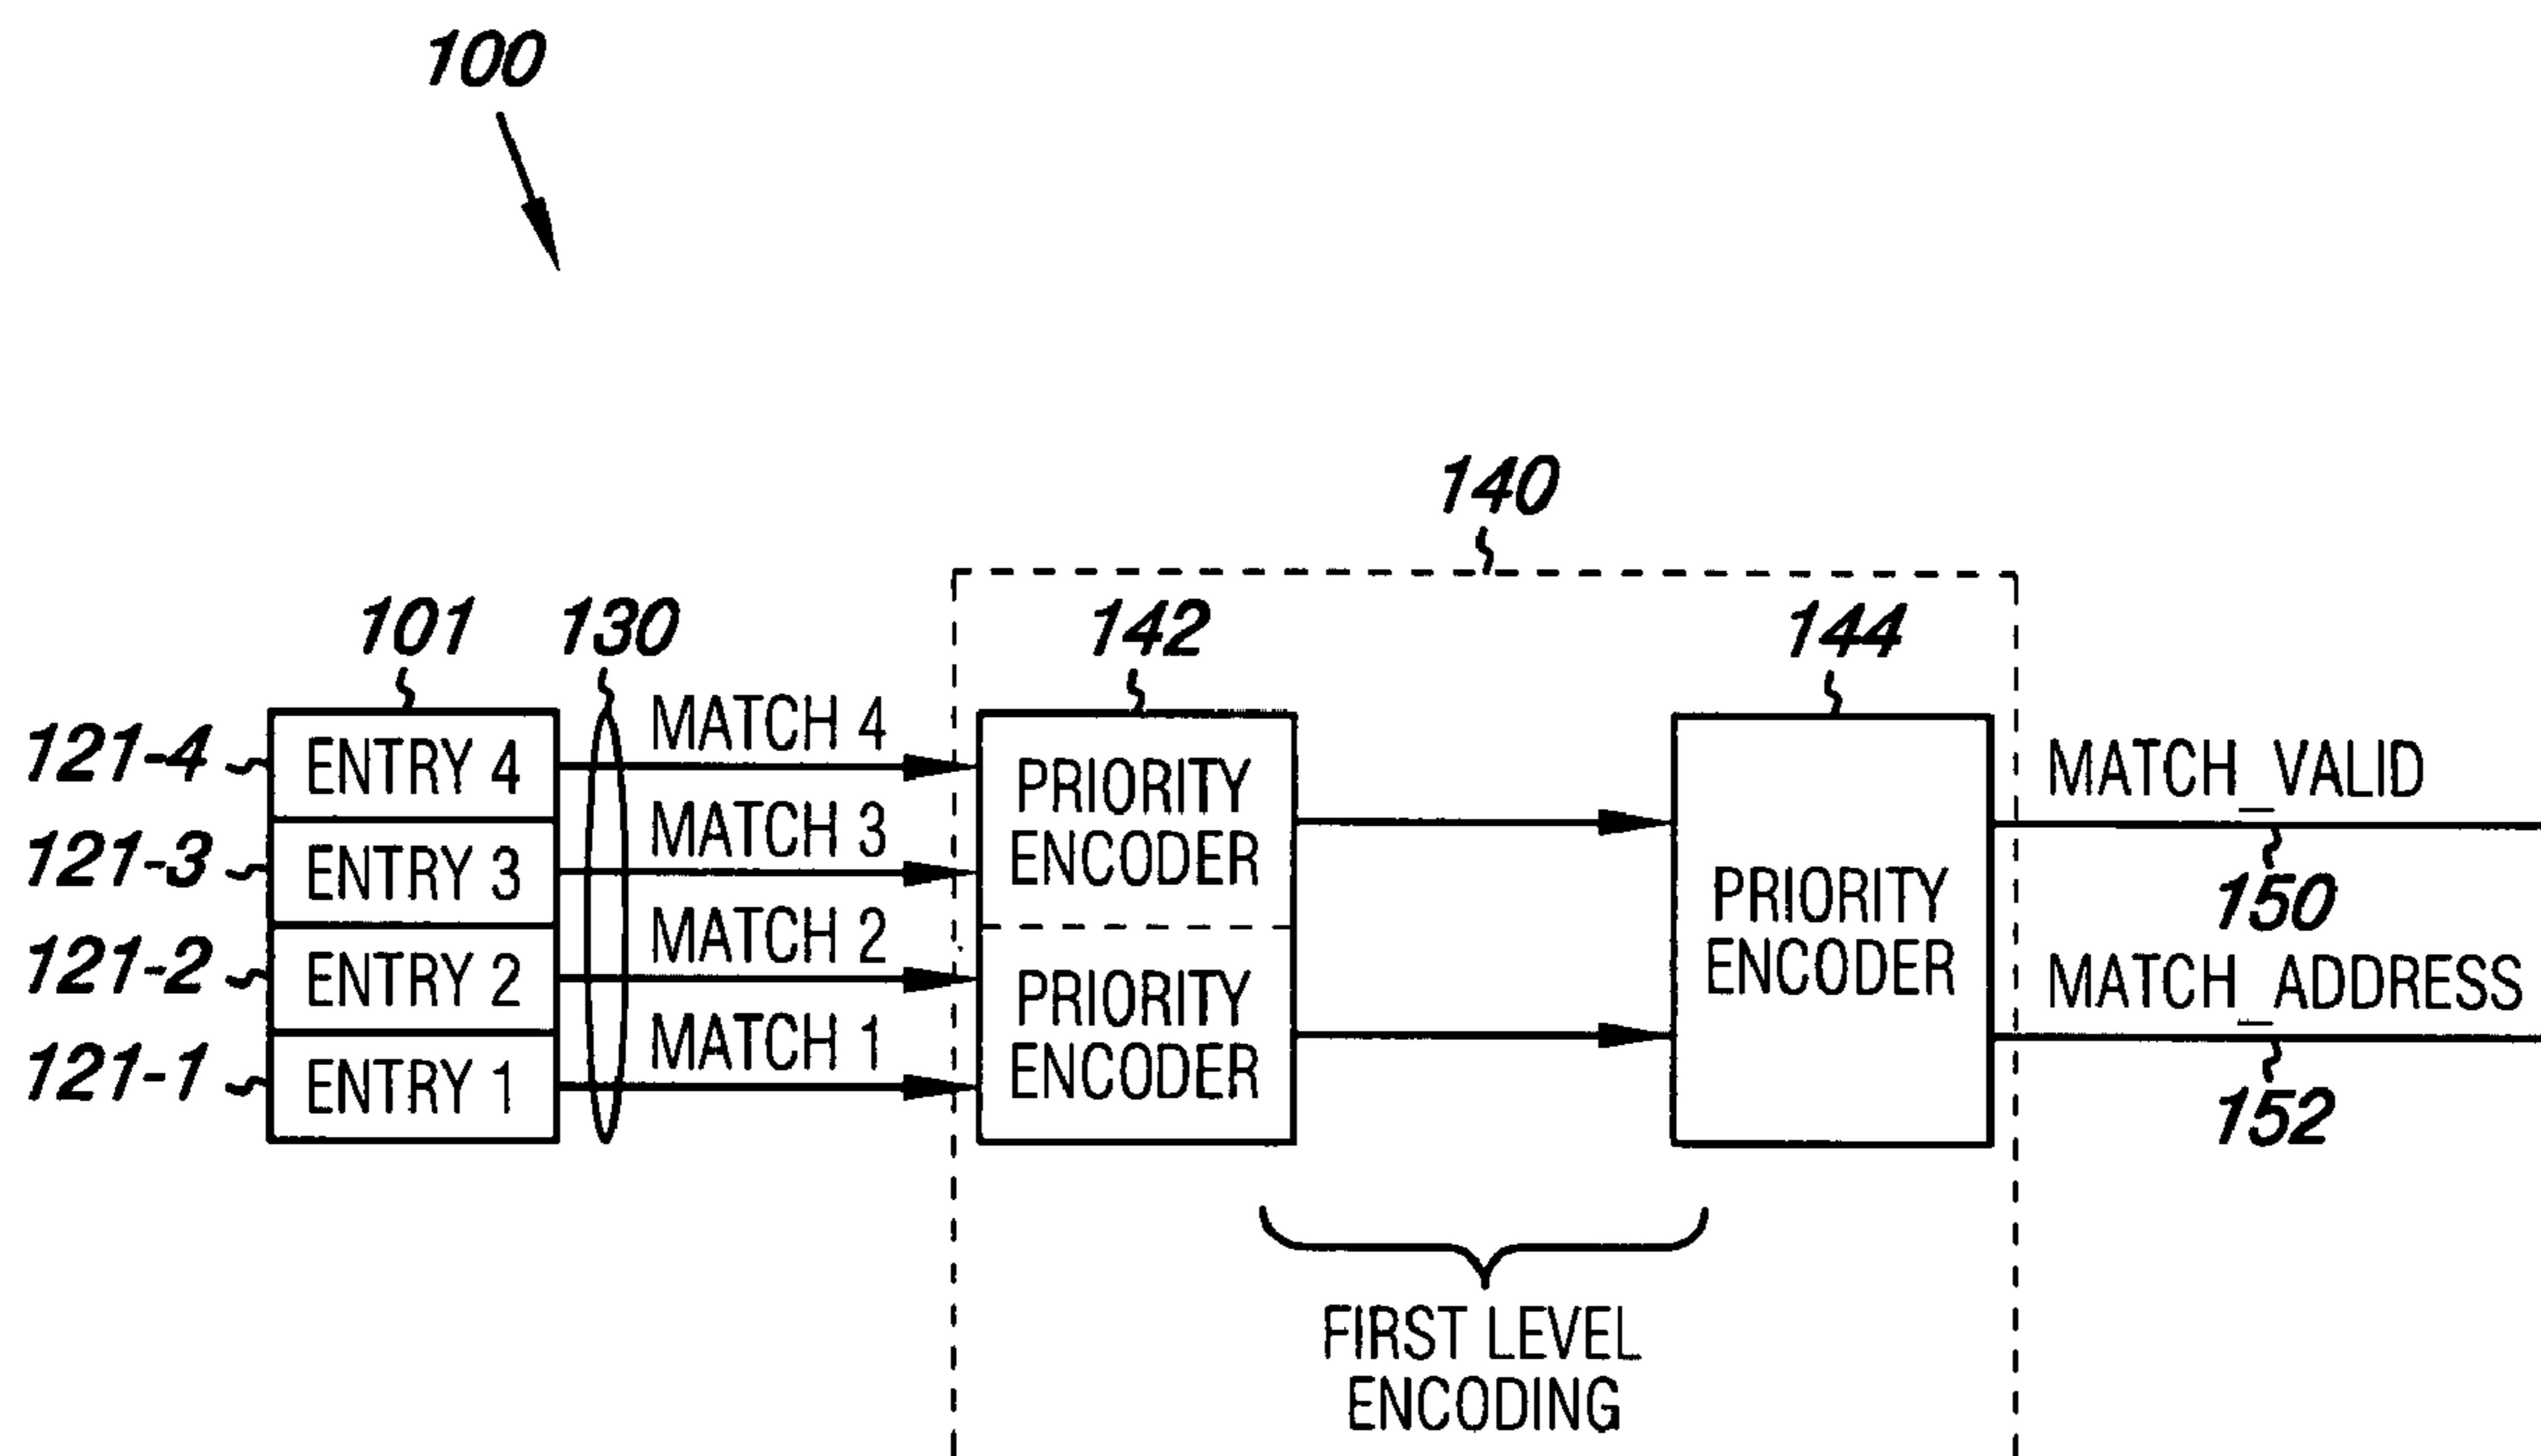 100
140
101
130
142
144
121-4
ENTRY 4
MATCH 4
121-3
ENTRY 3
MATCH 3
121-2
ENTRY 2
MATCH 2
121-1
ENTRY 1
MATCH 1
PRIORITY
ENCODER
PRIORITY
ENCODER
PRIORITY
ENCODER
MATCH_VALID
150
MATCH_ADDRESS
152
FIRST LEVEL
ENCODING